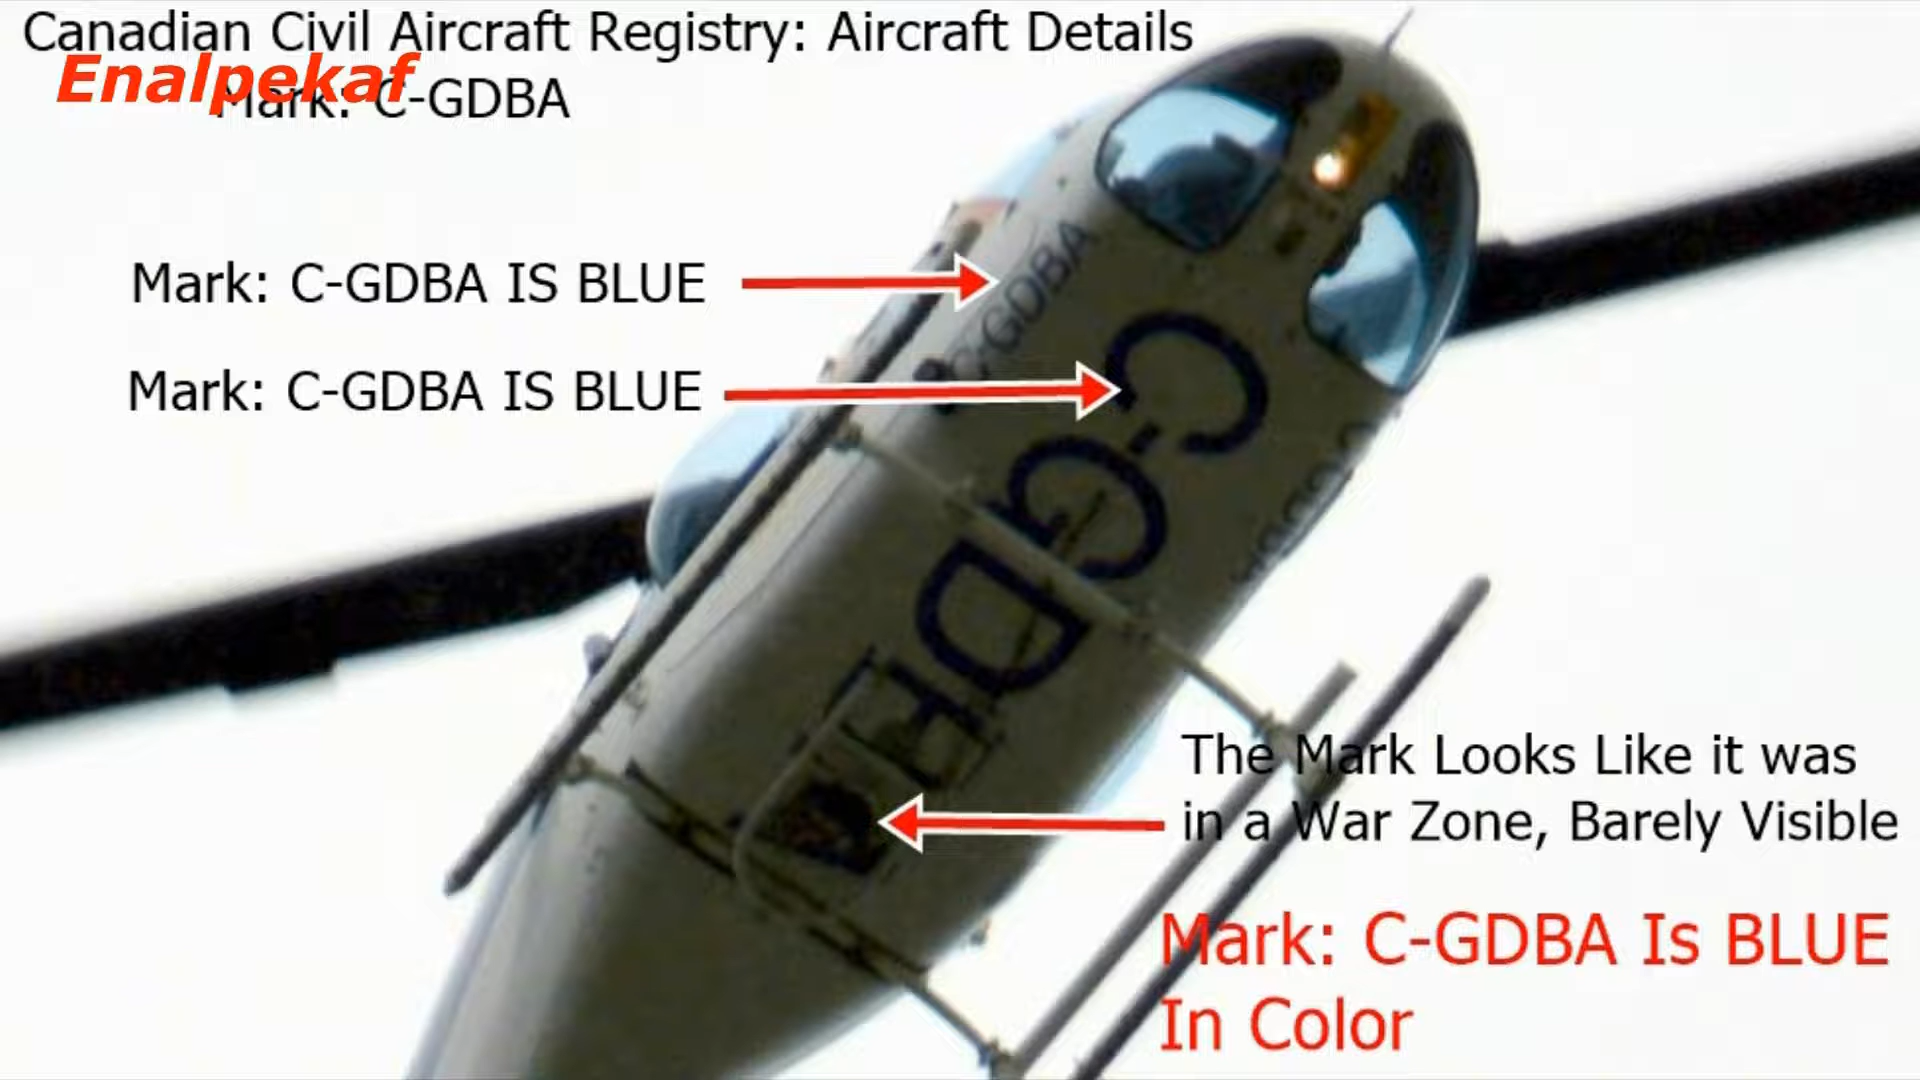 Canadian Civil Aircraft Registry: Aircraft Details
Enalpekaf
Mark: C-GDBA
Mark: C-GDBA IS BLUE
C-GDBA
Mark: C-GDBA IS BLUE
The Mark Looks Like it was
in a War Zone, Barely Visible
Mark: C-GDBA Is BLUE
In Color